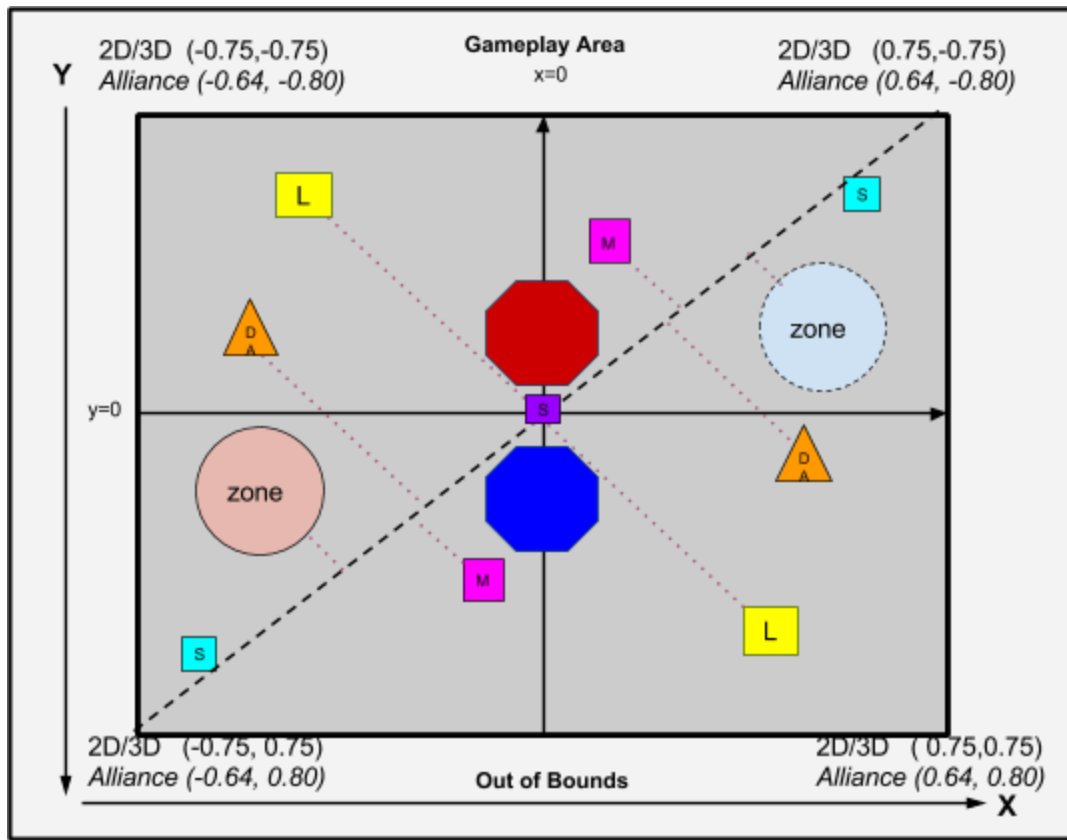 2D/3D (-0.75,-0.75)
Alliance (-0.64, -0.80)
Gameplay Area
x=0
2D/3D (0.75,-0.75)
Alliance (0.64, -0.80)
Y
L
S
M
D
A
zone
y=0
S
D
A
zone
M
L
S
2D/3D (-0.75, 0.75)
Alliance (-0.64, 0.80)
Out of Bounds
2D/3D ( 0.75,0.75)
Alliance (0.64, 0.80)
X